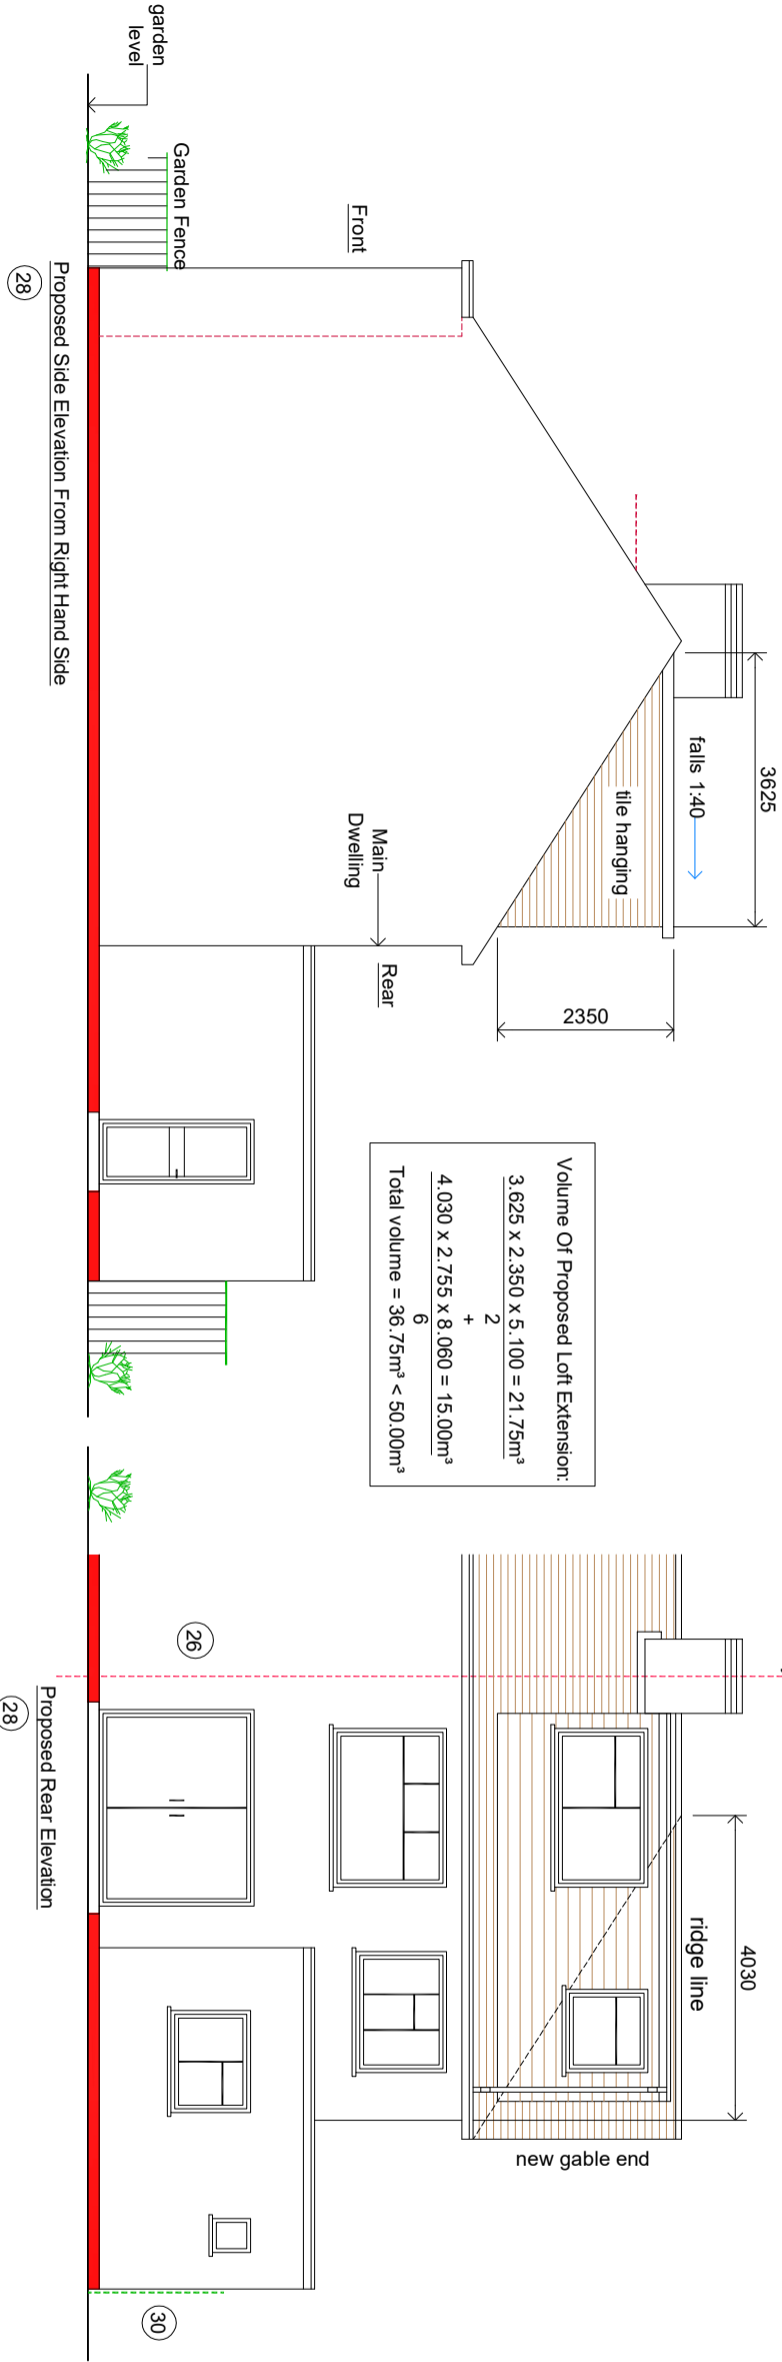 garden
level
Garden Fence
Front
3625
falls 1:40
tile hanging
Main
Dwelling
Rear
2350
Proposed Side Elevation From Right Hand Side
28
Volume Of Proposed Loft Extension:
3.625 x 2.350 x 5.100 = 21.75m³
2
+
4.030 x 2.755 x 8.060 = 15.00m³
6
Total volume = 36.75m³ < 50.00m³
4030
ridge line
new gable end
26
30
Proposed Rear Elevation
28